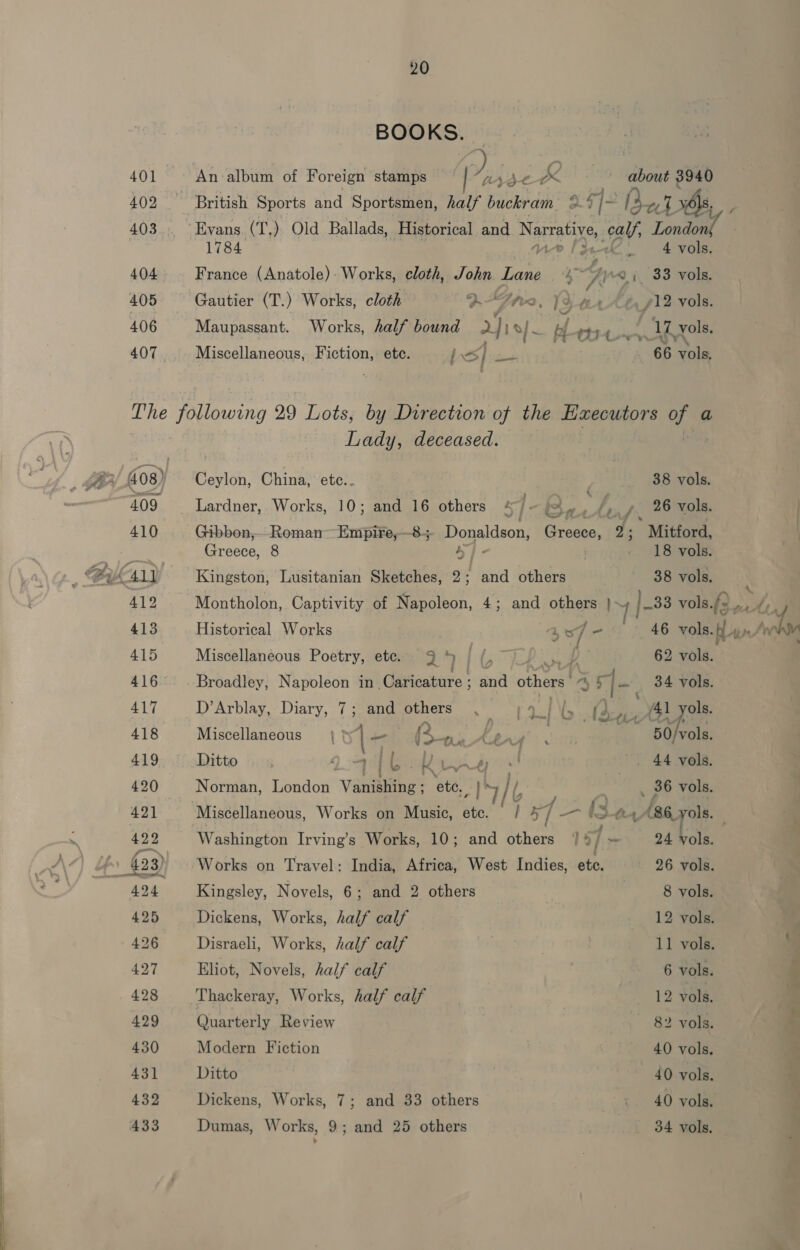 20
BOOKS.
401 An album of Foreign stamps about 3940
402 British Sports and Sportsmen, half buckram 25/-
403 Evans (T.) Old Ballads, Historical and Narrative, calf, London,
1784 4 vols.
404 France (Anatole) Works, cloth, John Lane 33 vols.
405 Gautier (T.) Works, cloth 12 vols.
406 Maupassant. Works, half bound 17 vols.
407 Miscellaneous, Fiction, etc. 66 vols.
The following 29 Lots, by Direction of the Executors of a
Lady, deceased.
408 Ceylon, China, etc. 38 vols.
409 Lardner, Works, 10; and 16 others 26 vols.
410 Gibbon, Roman Empire, 8; Donaldson, Greece, 2; Mitford,
Greece, 8 18 vols.
411 Kingston, Lusitanian Sketches, 2; and others 38 vols.
412 Montholon, Captivity of Napoleon, 4; and others 33 vols.
413 Historical Works 46 vols.
415 Miscellaneous Poetry, etc. 62 vols.
416 Broadley, Napoleon in Caricature; and others 34 vols.
417 D'Arblay, Diary, 7; and others 41 vols.
418 Miscellaneous 50 vols.
419 Ditto 44 vols.
420 Norman, London Vanishing; etc. 36 vols.
421 Miscellaneous, Works on Music, etc. 86 vols.
422 Washington Irving's Works, 10; and others 15/- 24 vols.
423 Works on Travel: India, Africa, West Indies, etc. 26 vols.
424 Kingsley, Novels, 6; and 2 others 8 vols.
425 Dickens, Works, half calf 12 vols.
426 Disraeli, Works, half calf 11 vols.
427 Eliot, Novels, half calf 6 vols.
428 Thackeray, Works, half calf 12 vols.
429 Quarterly Review 82 vols.
430 Modern Fiction 40 vols.
431 Ditto 40 vols.
432 Dickens, Works, 7; and 33 others 40 vols.
433 Dumas, Works, 9; and 25 others 34 vols.